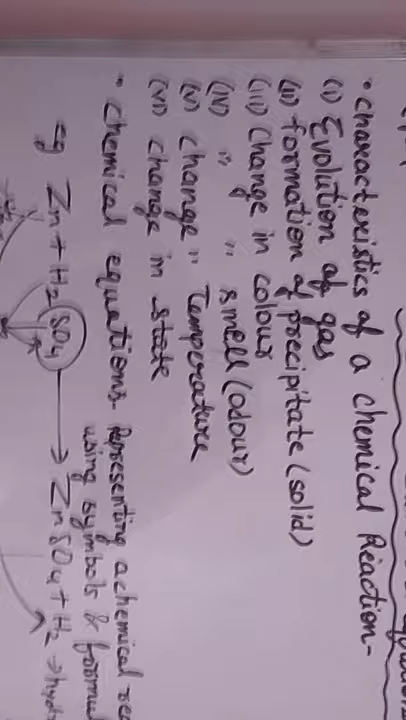 • Characteristics of a chemical Reaction-
(i) Evolution of gas
(ii) formation of precipitate (solid)
(iii) Change in colour
(iv) " " smell (odour)
(v) change " Temperature
(vi) change in state
• Chemical equations- Representing a chemical
using symbols &
eg Zn + H2SO4 → ZnSO4 + H2 →